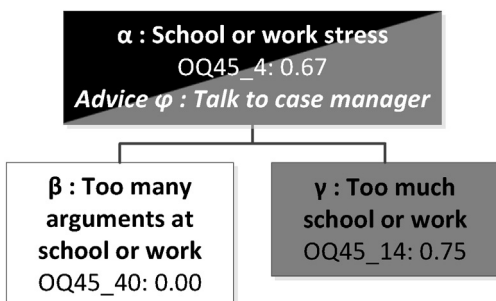 α : School or work stress
OQ45_4: 0.67
Advice φ : Talk to case manager
β : Too many
arguments at
school or work
OQ45_40: 0.00
γ : Too much
school or work
OQ45_14: 0.75